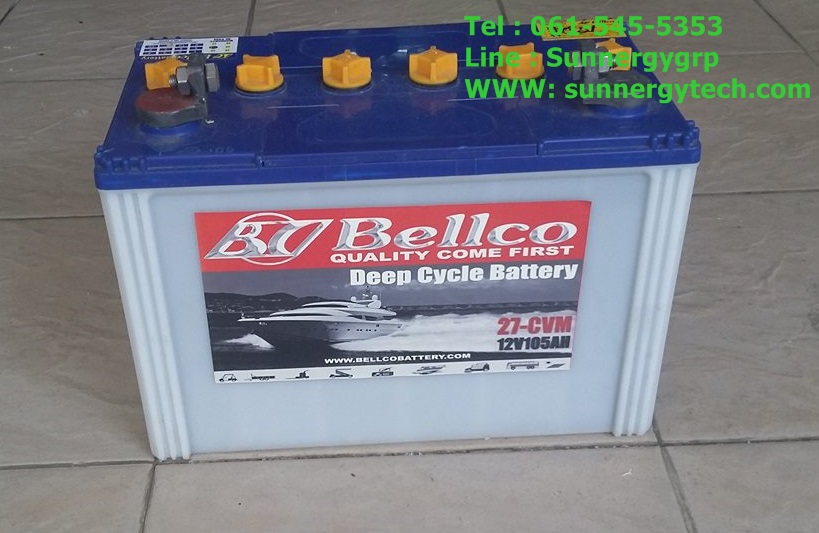 Tel : 061-545-5353
Line : Sunnergygrp
WWW: sunnergytech.com
Bellco
QUALITY COME FIRST
Deep Cycle Battery
27-CVM
12V105AH
WWW.BELLCOBATTERY.COM